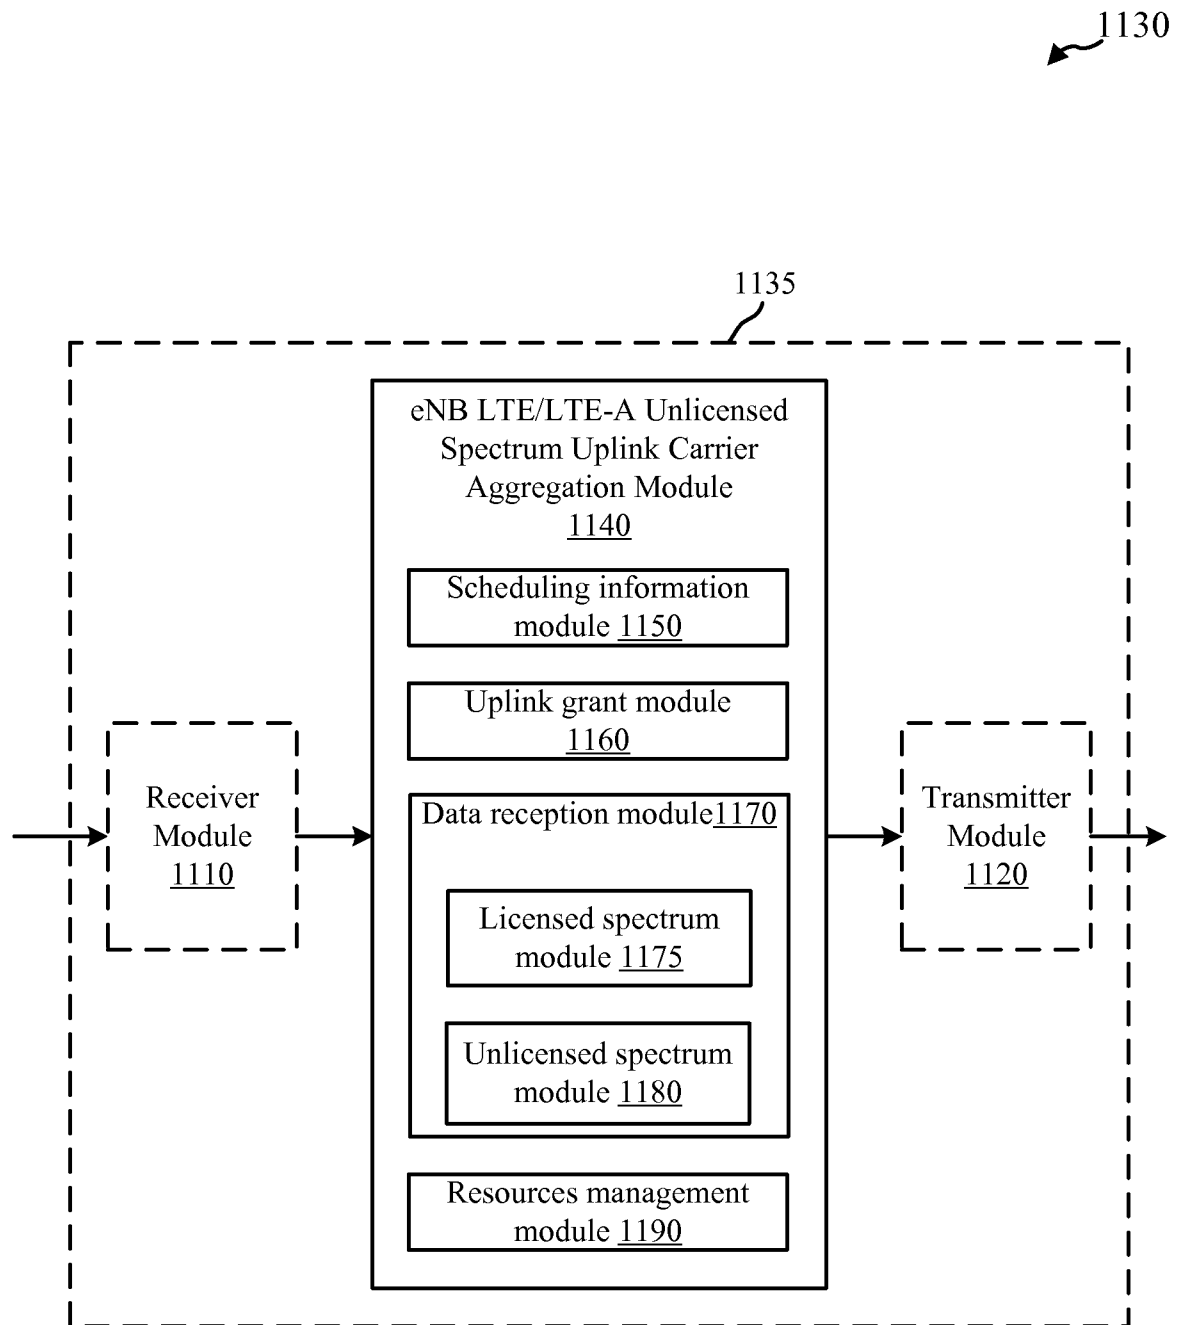 1130
1135
eNB LTE/LTE-A Unlicensed
Spectrum Uplink Carrier
Aggregation Module
1140
Scheduling information
module 1150
Uplink grant module
1160
Receiver
Module
1110
Data reception module1170
Licensed spectrum
module 1175
Unlicensed spectrum
module 1180
Resources management
module 1190
Transmitter
Module
1120